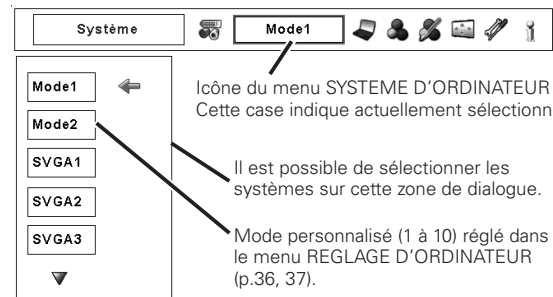 Système
Mode1
Icône du menu SYSTEME D'ORDINATEUR
Cette case indique actuellement sélectionn
Mode1
Mode2
SVGA1
SVGA2
SVGA3
Il est possible de sélectionner les
systèmes sur cette zone de dialogue.
Mode personnalisé (1 à 10) réglé dans
le menu REGLAGE D'ORDINATEUR
(p.36, 37).